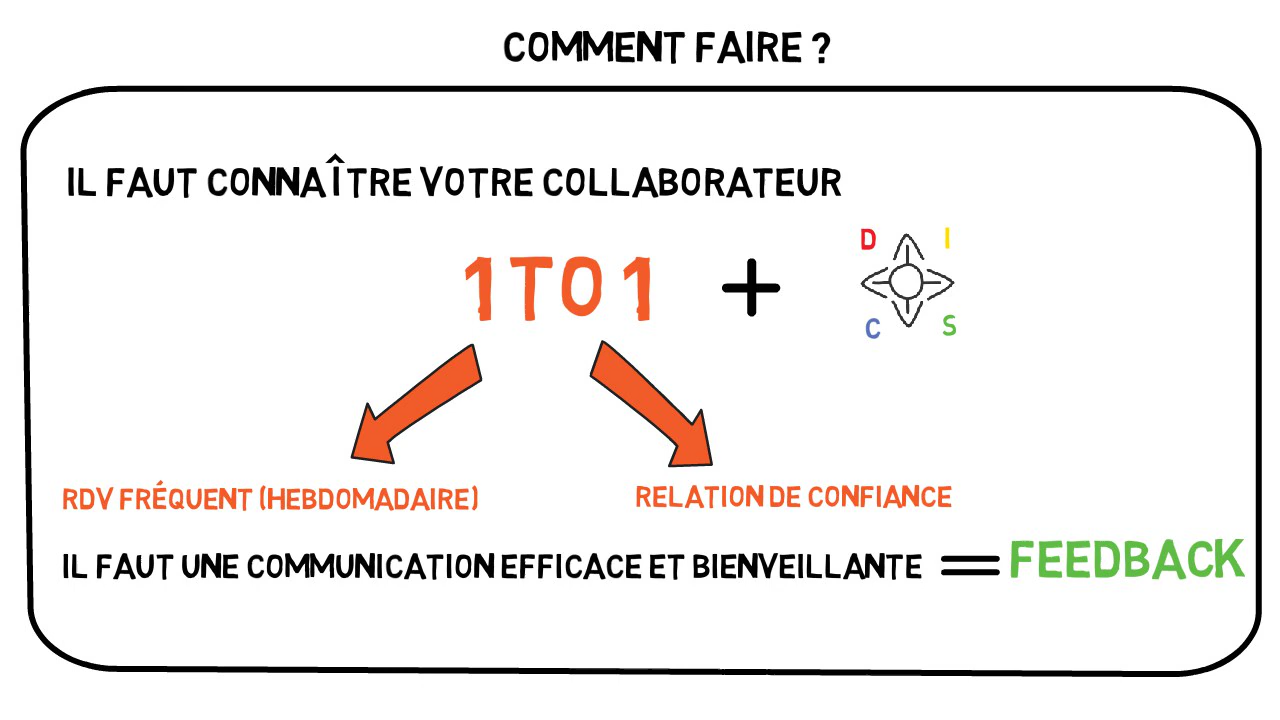 COMMENT FAIRE ?
IL FAUT CONNAÎTRE VOTRE COLLABORATEUR
1TO1 +
D I
C S
RDV FRÉQUENT (HEBDOMADAIRE)
RELATION DE CONFIANCE
IL FAUT UNE COMMUNICATION EFFICACE ET BIENVEILLANTE = FEEDBACK